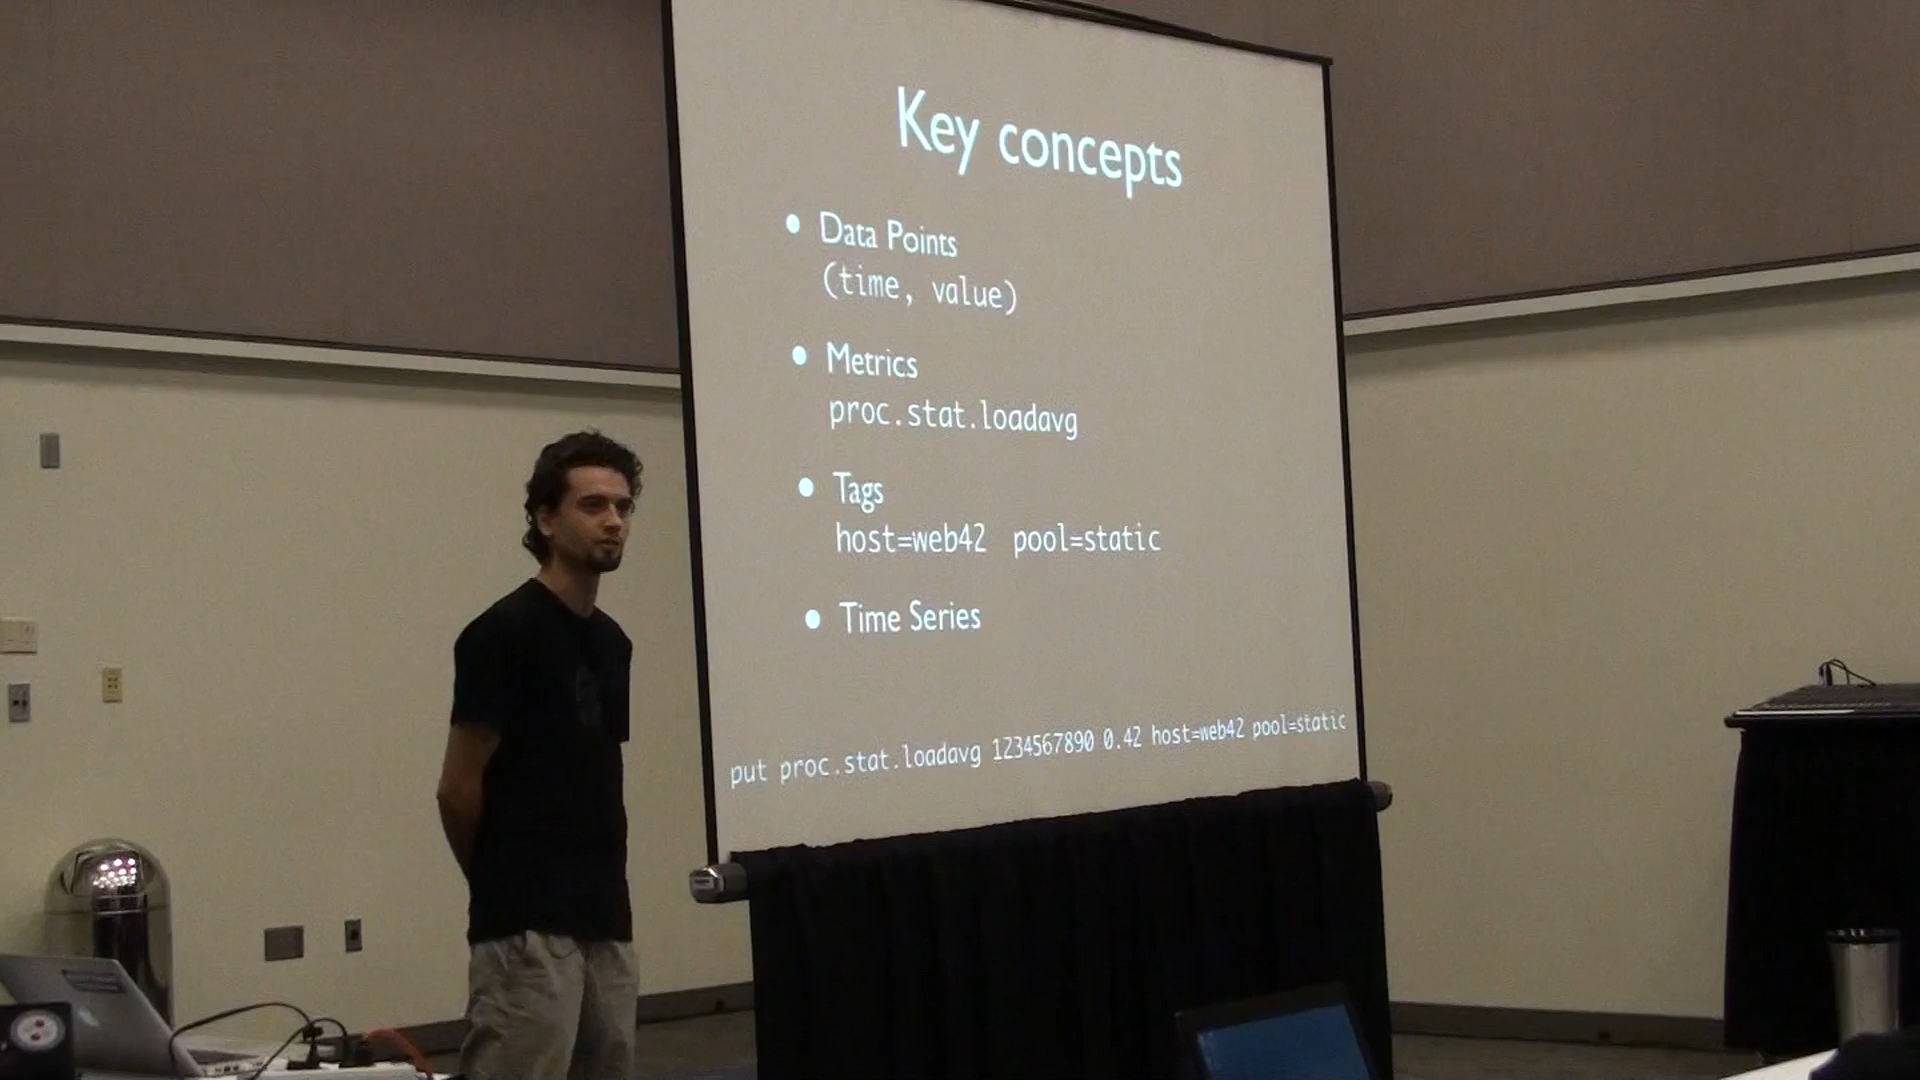 Key concepts
Data Points
(time, value)
Metrics
proc.stat.loadavg
Tags
host=web42 pool=static
Time Series
put proc.stat.loadavg 1234567890 0.42 host=web42 pool=static